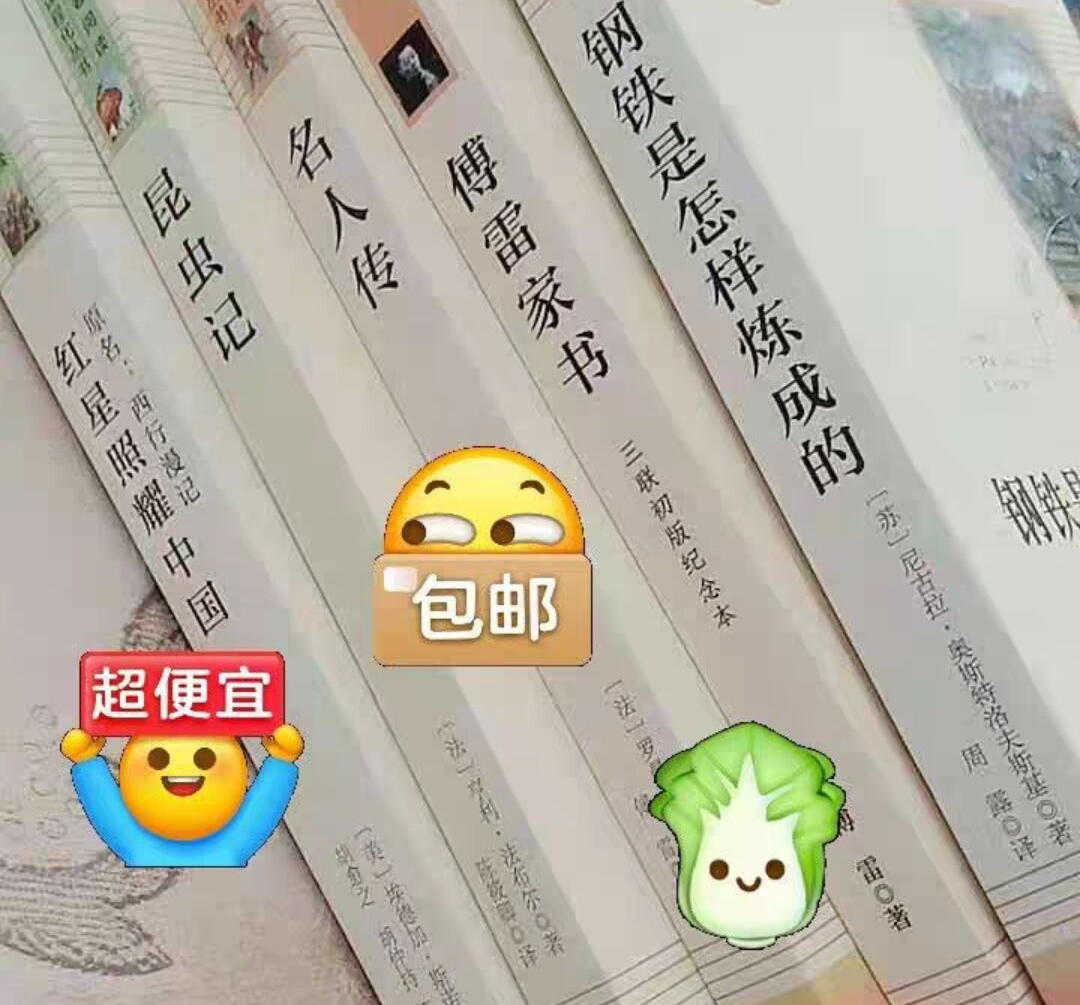 红星照耀中国
原名：西行漫记
[美]埃德加·斯诺
胡愈之 胡仲持
昆虫记
[法]亨利·法布尔◎著
陈筱卿◎译
名人传
[法]罗
傅雷
傅雷家书
三联初版纪念本
雷◎著
钢铁是怎样炼成的
[苏]尼古拉·奥斯特洛夫斯基◎著
周 露◎译
钢铁是
超便宜
包邮